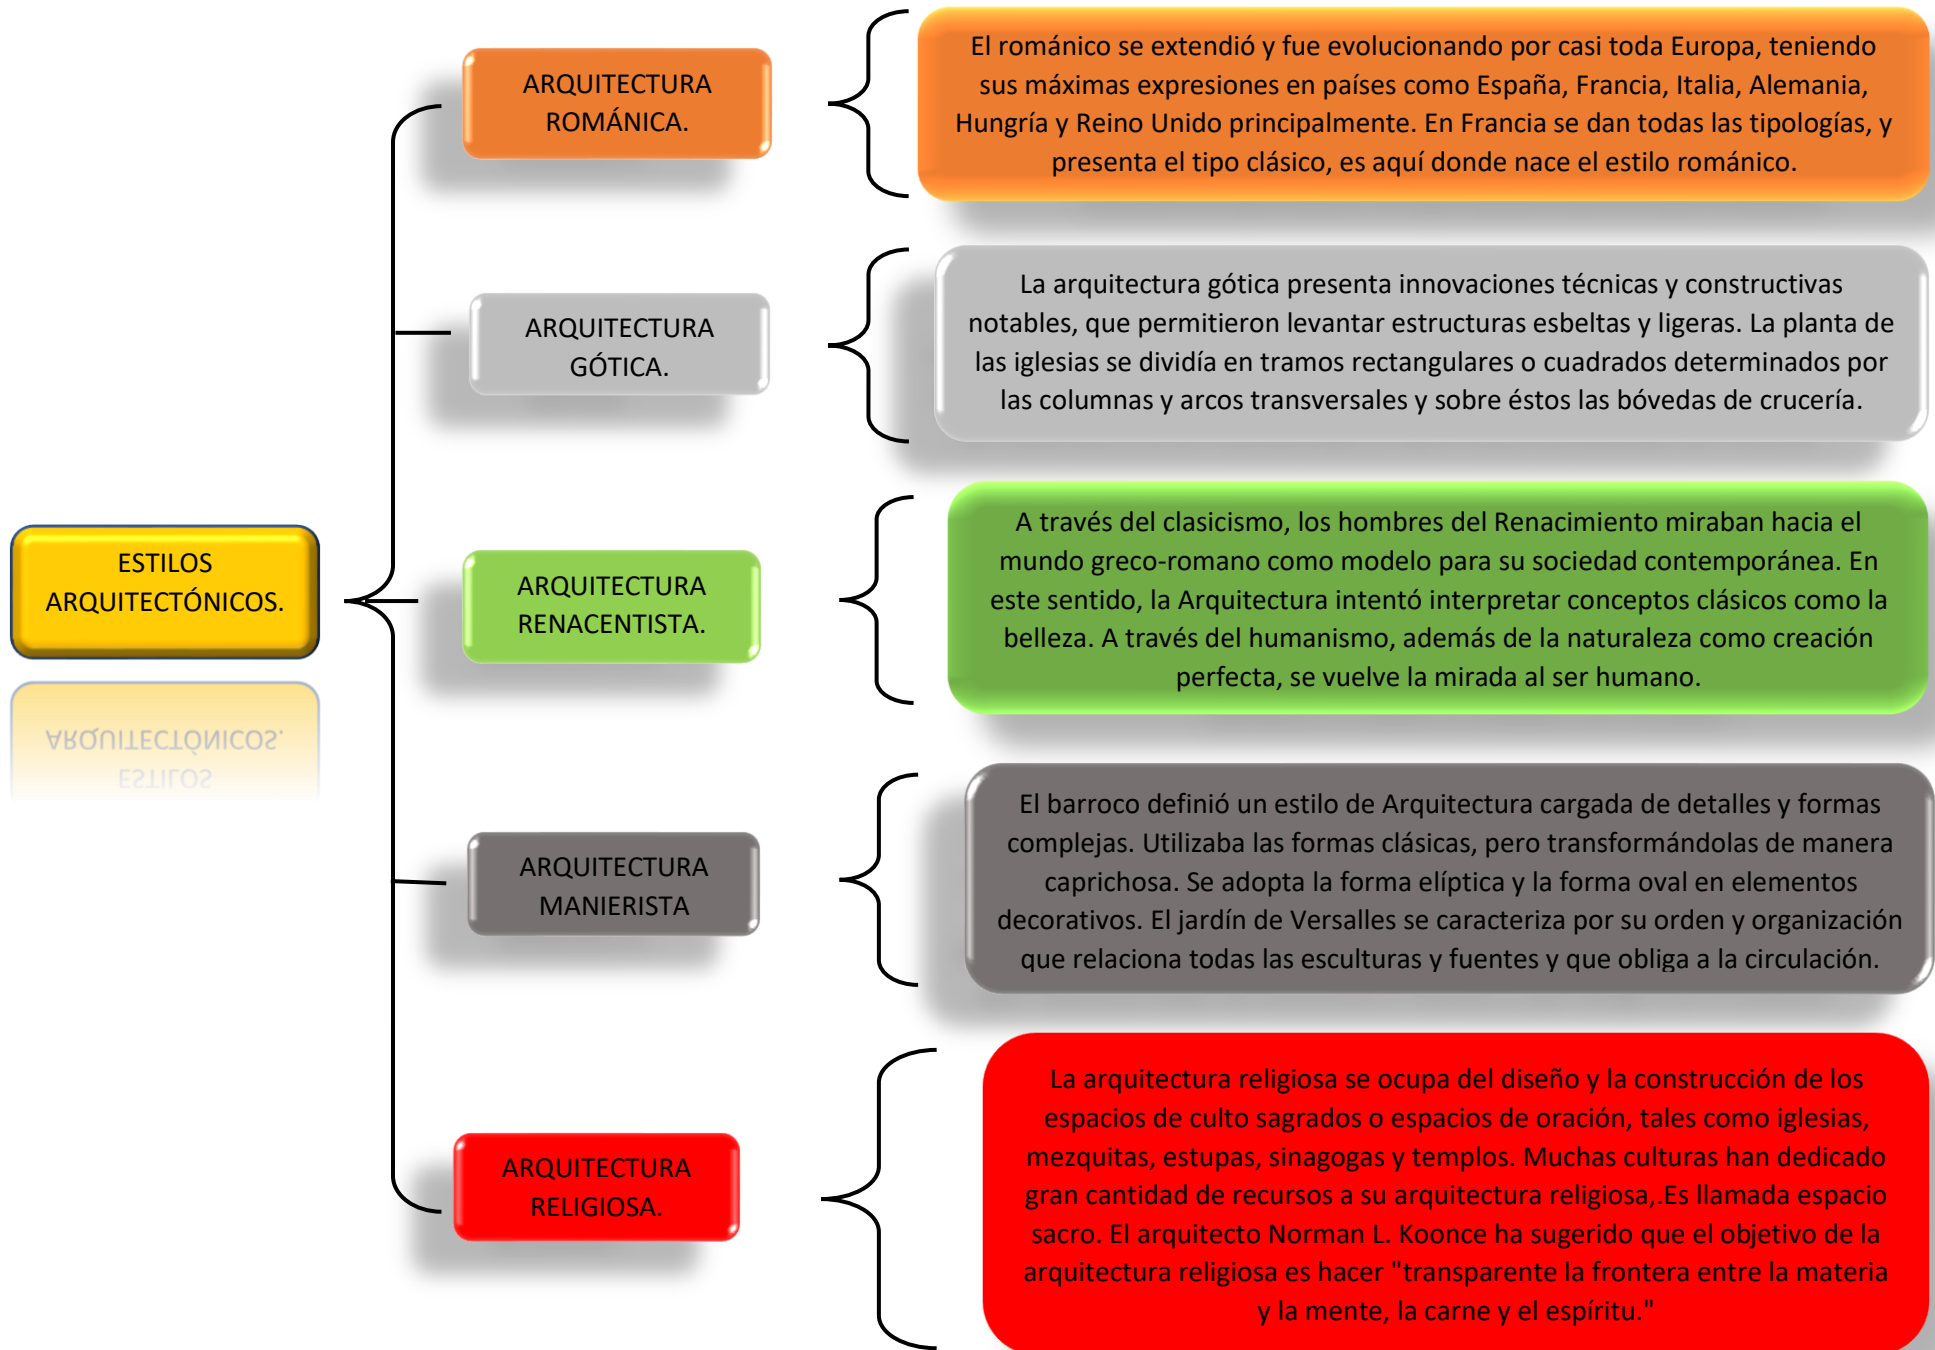 ESTILOS
ARQUITECTÓNICOS.
ARQUITECTURA
ROMÁNICA.
El románico se extendió y fue evolucionando por casi toda Europa, teniendo
sus máximas expresiones en países como España, Francia, Italia, Alemania,
Hungría y Reino Unido principalmente. En Francia se dan todas las tipologías, y
presenta el tipo clásico, es aquí donde nace el estilo románico.
ARQUITECTURA
GÓTICA.
La arquitectura gótica presenta innovaciones técnicas y constructivas
notables, que permitieron levantar estructuras esbeltas y ligeras. La planta de
las iglesias se dividía en tramos rectangulares o cuadrados determinados por
las columnas y arcos transversales y sobre éstos las bóvedas de crucería.
ARQUITECTURA
RENACENTISTA.
A través del clasicismo, los hombres del Renacimiento miraban hacia el
mundo greco-romano como modelo para su sociedad contemporánea. En
este sentido, la Arquitectura intentó interpretar conceptos clásicos como la
belleza. A través del humanismo, además de la naturaleza como creación
perfecta, se vuelve la mirada al ser humano.
ARQUITECTURA
MANIERISTA
El barroco definió un estilo de Arquitectura cargada de detalles y formas
complejas. Utilizaba las formas clásicas, pero transformándolas de manera
caprichosa. Se adopta la forma elíptica y la forma oval en elementos
decorativos. El jardín de Versalles se caracteriza por su orden y organización
que relaciona todas las esculturas y fuentes y que obliga a la circulación.
ARQUITECTURA
RELIGIOSA.
La arquitectura religiosa se ocupa del diseño y la construcción de los
espacios de culto sagrados o espacios de oración, tales como iglesias,
mezquitas, estupas, sinagogas y templos. Muchas culturas han dedicado
gran cantidad de recursos a su arquitectura religiosa,.Es llamada espacio
sacro. El arquitecto Norman L. Koonce ha sugerido que el objetivo de la
arquitectura religiosa es hacer "transparente la frontera entre la materia
y la mente, la carne y el espíritu."